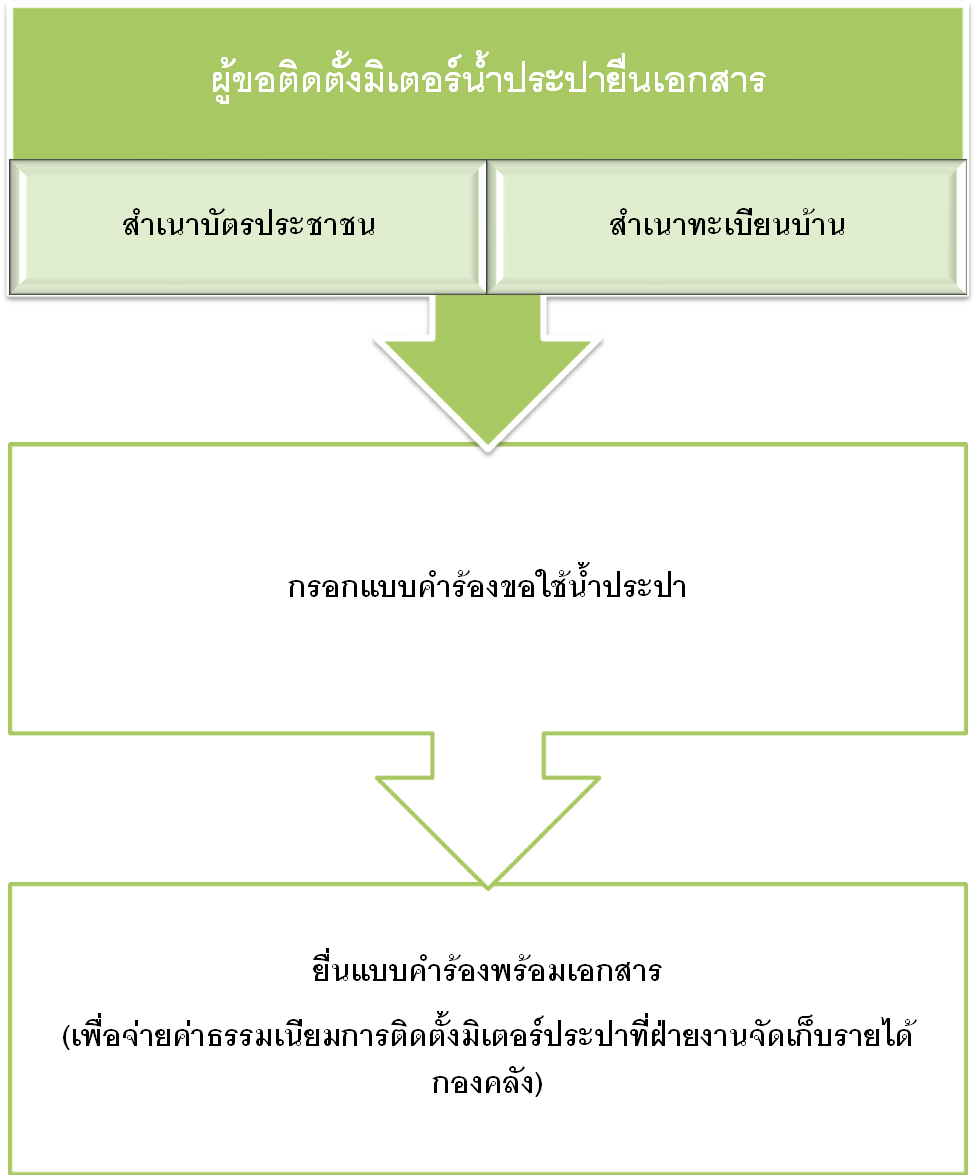 ผู้ขอติดตั้งมิเตอร์น้ำประปายื่นเอกสาร
สำเนาบัตรประชาชน
สำเนาทะเบียนบ้าน
กรอกแบบคำร้องขอใช้น้ำประปา
ยื่นแบบคำร้องพร้อมเอกสาร
(เพื่อจ่ายค่าธรรมเนียมการติดตั้งมิเตอร์ประปาที่ฝ่ายงานจัดเก็บรายได้
กองคลัง)